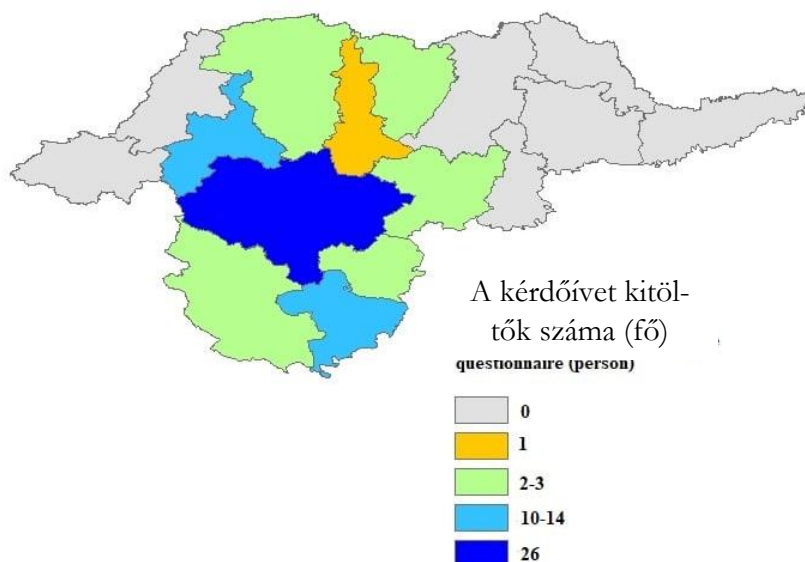 A kérdőívet kitöl-
tők száma (fő)
questionnaire (person)
0
1
2-3
10-14
26